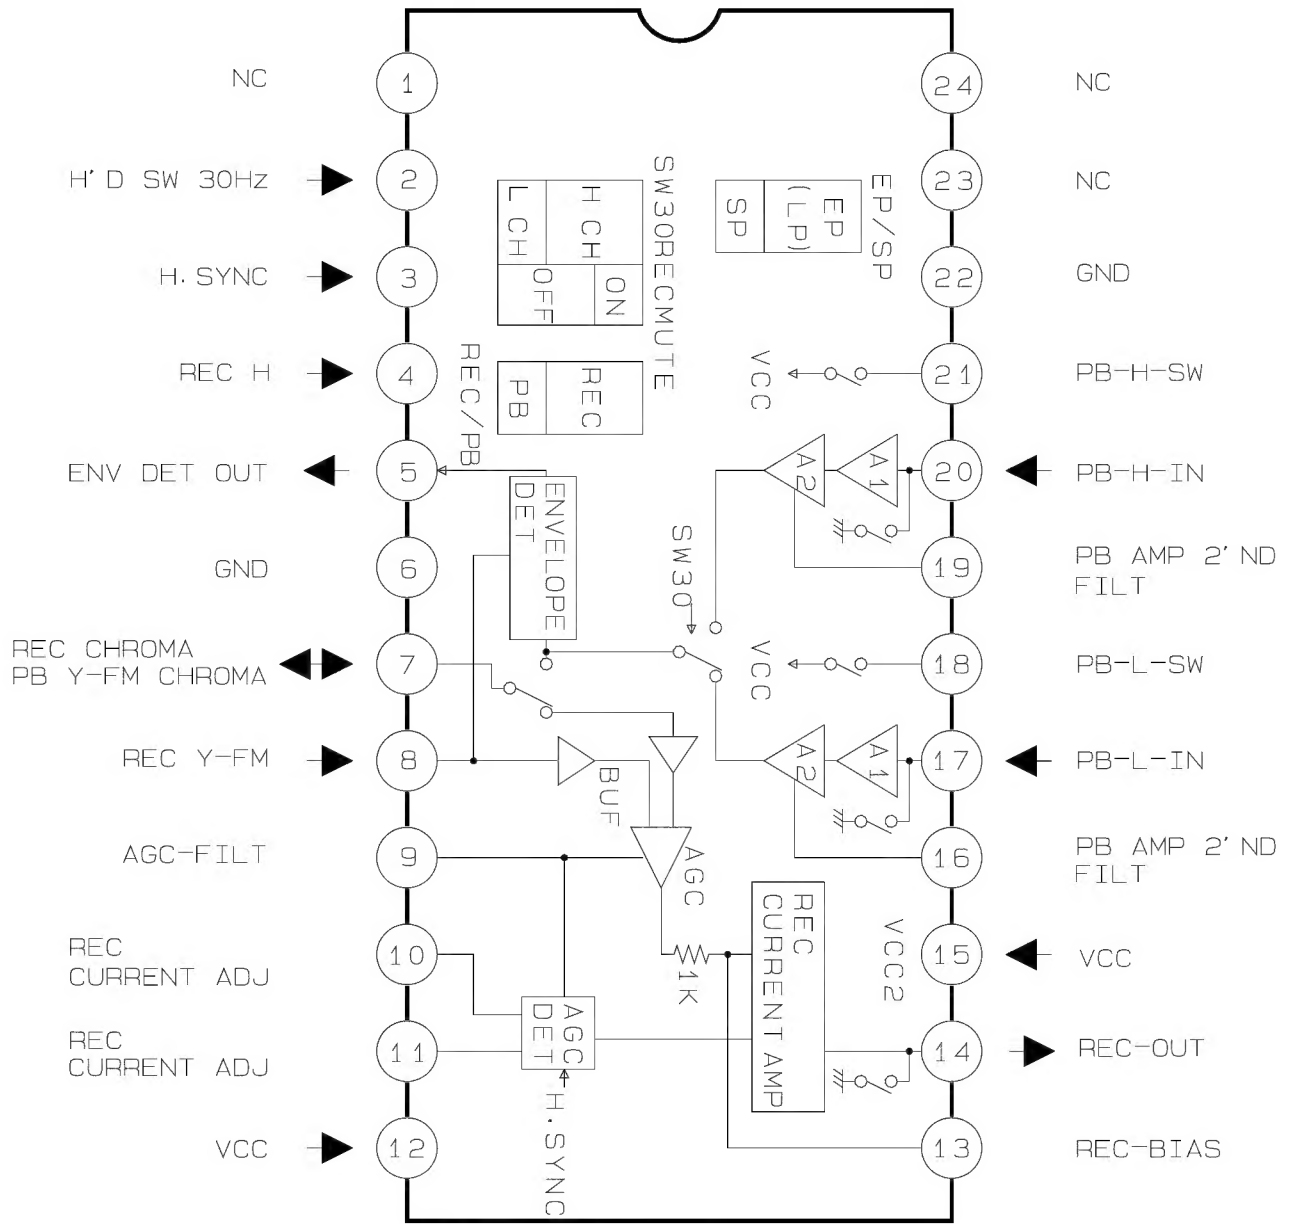 NC
1
H'D SW 30Hz
2
H. SYNC
3
REC H
4
ENV DET OUT
5
GND
6
REC CHROMA
PB Y-FM CHROMA
7
REC Y-FM
8
AGC-FILT
9
REC
CURRENT ADJ
10
REC
CURRENT ADJ
11
VCC
12
SW30RECMUTE
L CH
H CH
OFF
ON
REC/PB
PB
REC
EP/SP
EP
(LP)
SP
ENVELOPE
DET
SW30
VCC
A2
A1
VCC
A2
A1
BUF
AGC
1K
AGC
DET
H.SYNC
REC
CURRENT AMP
VCC2
24
NC
23
NC
22
GND
21
PB-H-SW
20
PB-H-IN
19
PB AMP 2'ND
FILT
18
PB-L-SW
17
PB-L-IN
16
PB AMP 2'ND
FILT
15
VCC
14
REC-OUT
13
REC-BIAS